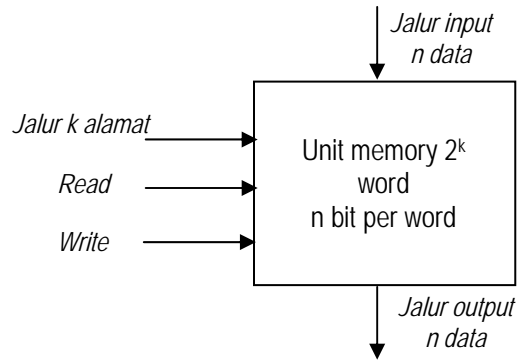 Jalur input
n data
Jalur k alamat
Read
Write
Unit memory 2ᵏ
word
n bit per word
Jalur output
n data